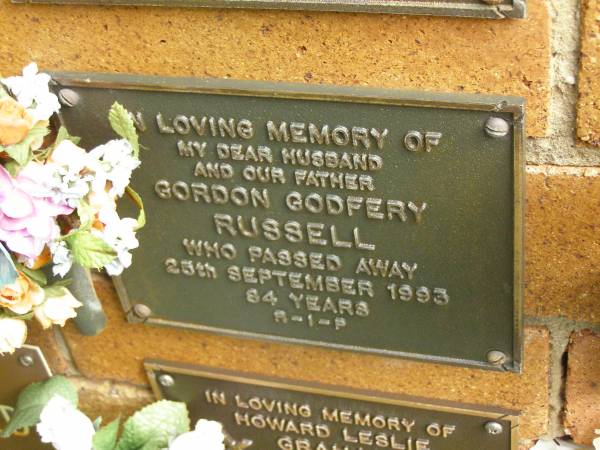 IN LOVING MEMORY OF
MY DEAR HUSBAND
AND OUR FATHER
GORDON GODFERY
RUSSELL
WHO PASSED AWAY
25th SEPTEMBER 1993
84 YEARS
R-I-P
IN LOVING MEMORY OF
HOWARD LESLIE